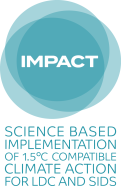 IMPACT
SCIENCE BASED
IMPLEMENTATION
OF 1.5°C COMPATIBLE
CLIMATE ACTION
FOR LDC AND SIDS